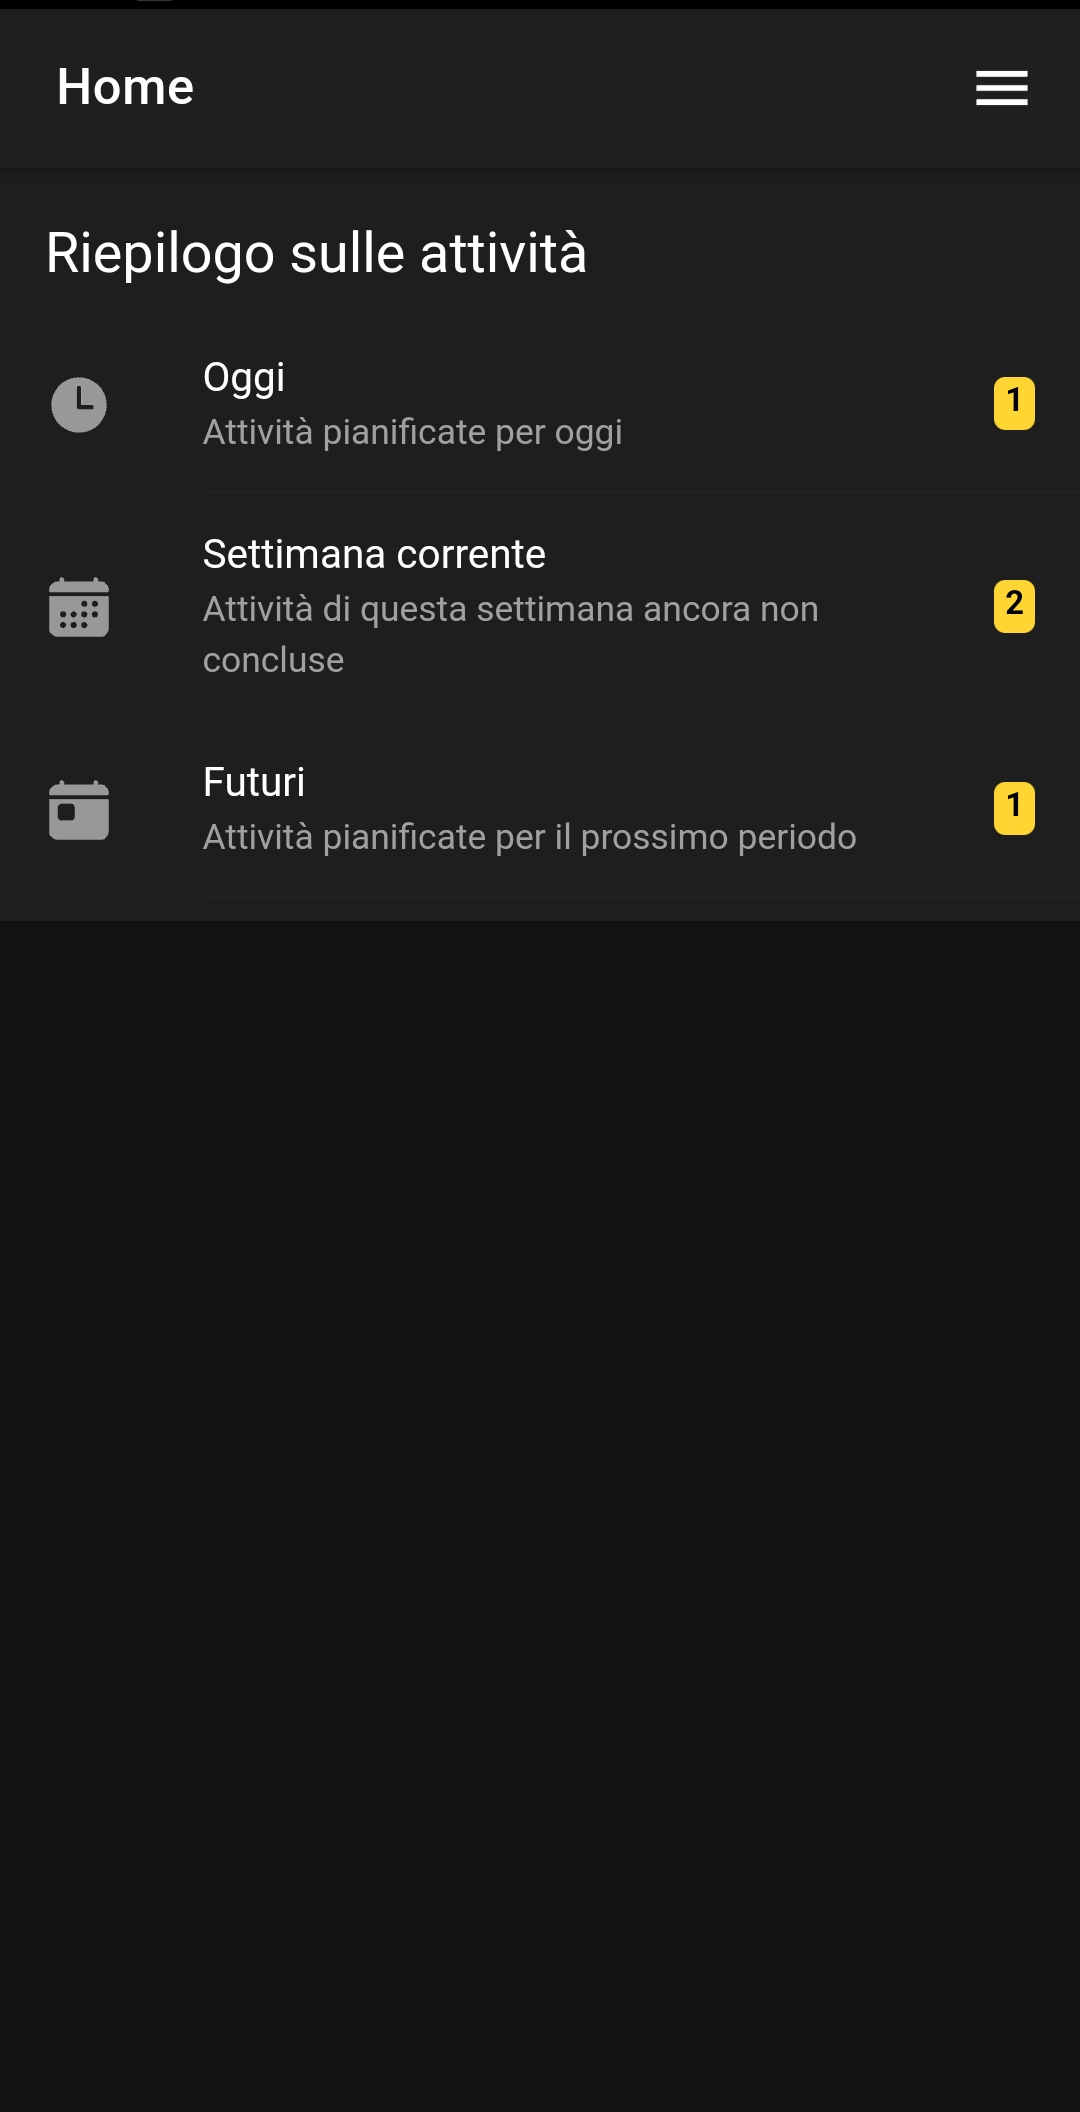 Home
Riepilogo sulle attività
Oggi
Attività pianificate per oggi
1
Settimana corrente
Attività di questa settimana ancora non
concluse
2
Futuri
Attività pianificate per il prossimo periodo
1